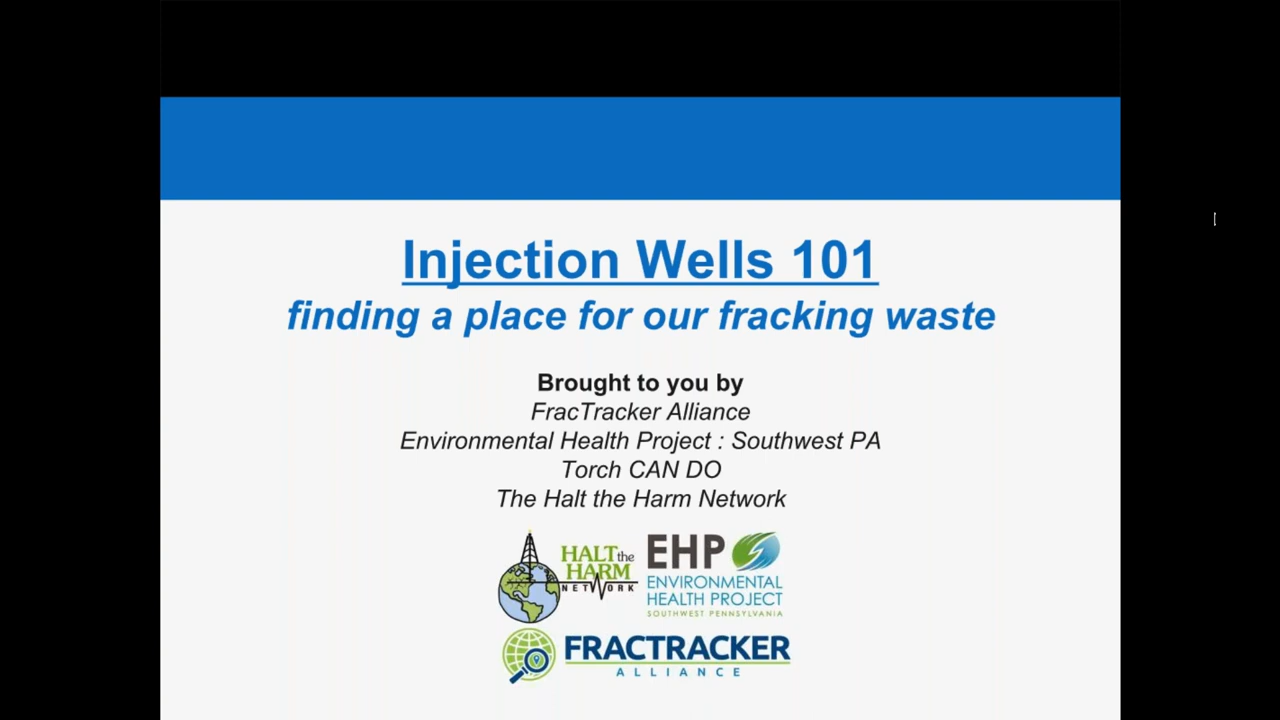 Injection Wells 101
finding a place for our fracking waste
Brought to you by
FracTracker Alliance
Environmental Health Project : Southwest PA
Torch CAN DO
The Halt the Harm Network
HALT the
HARM
NETWORK
EHP
ENVIRONMENTAL
HEALTH PROJECT
SOUTHWEST PENNSYLVANIA
FRACTRACKER
ALLIANCE